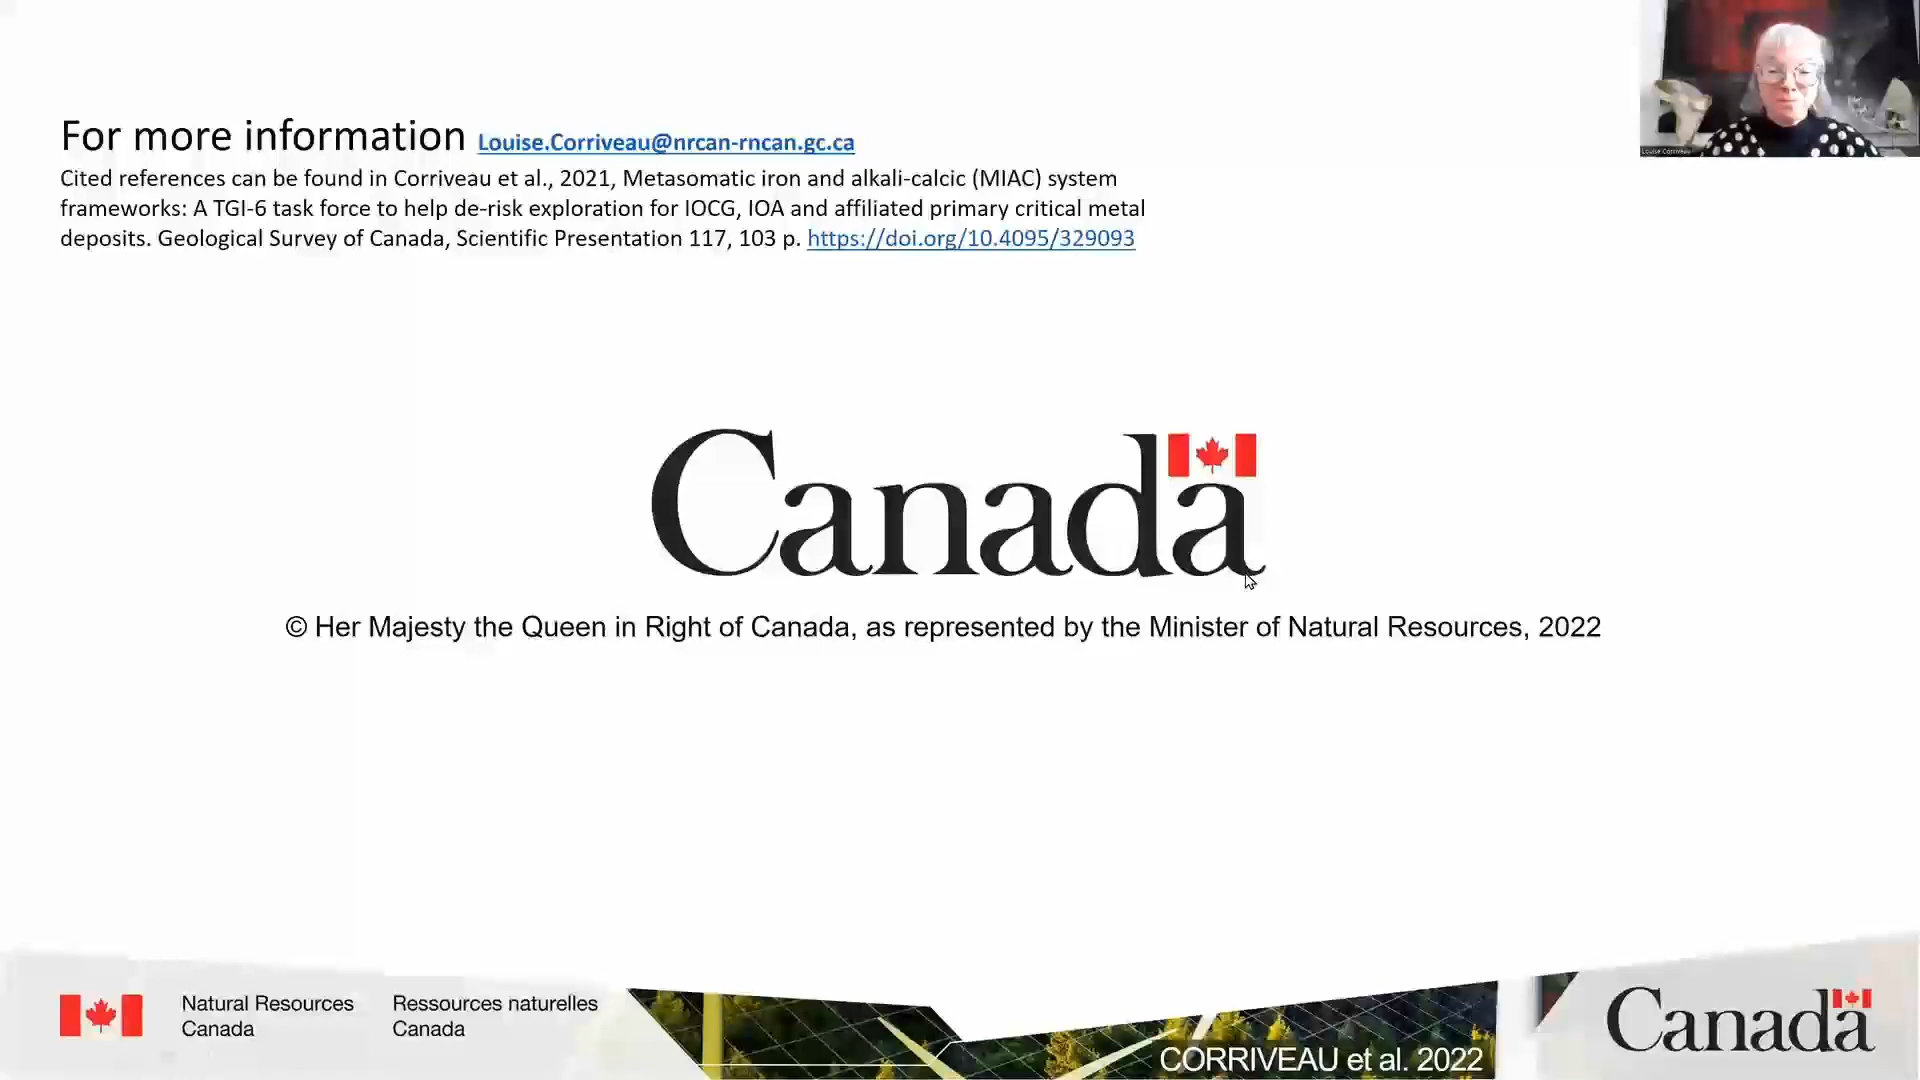 For more information Louise.Corriveau@nrcan-rncan.gc.ca
Cited references can be found in Corriveau et al., 2021, Metasomatic iron and alkali-calcic (MIAC) system
frameworks: A TGI-6 task force to help de-risk exploration for IOCG, IOA and affiliated primary critical metal
deposits. Geological Survey of Canada, Scientific Presentation 117, 103 p. https://doi.org/10.4095/329093
Louise Corriveau
Canada
© Her Majesty the Queen in Right of Canada, as represented by the Minister of Natural Resources, 2022
Natural Resources
Canada
Ressources naturelles
Canada
CORRIVEAU et al. 2022
Canada